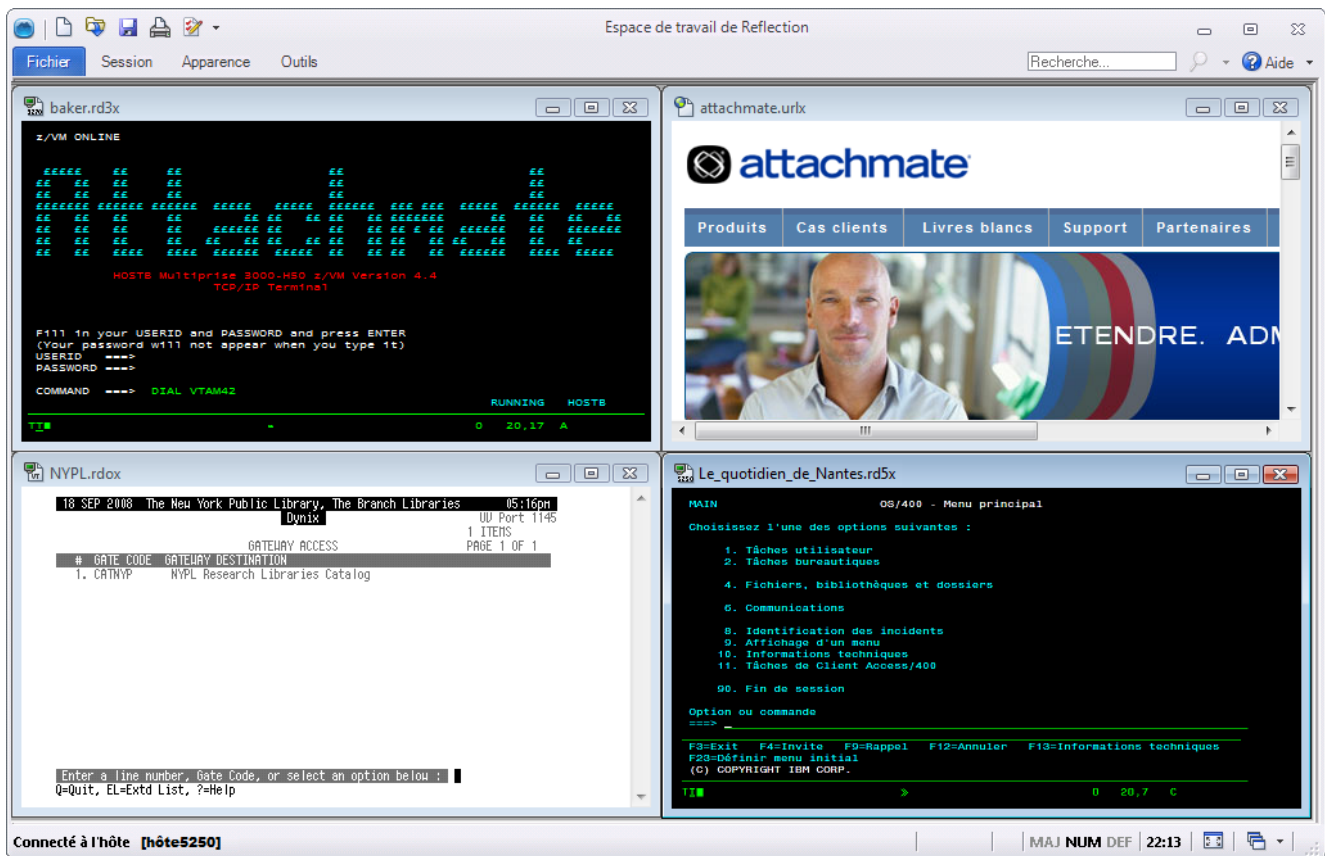 Espace de travail de Reflection
Fichier Session Apparence Outils Recherche... Aide
baker.rd3x
z/VM ONLINE
Attachmate
HOSTB Multiprise 3000-H50 z/VM Version 4.4
TCP/IP Terminal
Fill in your USERID and PASSWORD and press ENTER
(Your password will not appear when you type it)
USERID ===>
PASSWORD ===>
COMMAND ===> DIAL VTAM42
RUNNING HOSTB
0 20,17 A
attachmate.urlx
attachmate
Produits Cas clients Livres blancs Support Partenaires
ETENDRE. ADM
NYPL.rdox
18 SEP 2008 The New York Public Library, The Branch Libraries 05:16pm
Dynix UU Port 1145
1 ITEMS
GATEWAY ACCESS PAGE 1 OF 1
# GATE CODE GATEWAY DESTINATION
1. CATNYP NYPL Research Libraries Catalog
Enter a line number, Gate Code, or select an option below :
Q=Quit, EL=Extd List, ?=Help
Le_quotidien_de_Nantes.rd5x
MAIN OS/400 - Menu principal
Choisissez l'une des options suivantes :
1. Tâches utilisateur
2. Tâches bureautiques
4. Fichiers, bibliothèques et dossiers
6. Communications
8. Identification des incidents
9. Affichage d'un menu
10. Informations techniques
11. Tâches de Client Access/400
90. Fin de session
Option ou commande
===> _
F3=Exit F4=Invite F9=Rappel F12=Annuler F13=Informations techniques
F23=Définir menu initial
(C) COPYRIGHT IBM CORP.
0 20,7 C
Connecté à l'hôte [hôte5250] MAJ NUM DEF 22:13